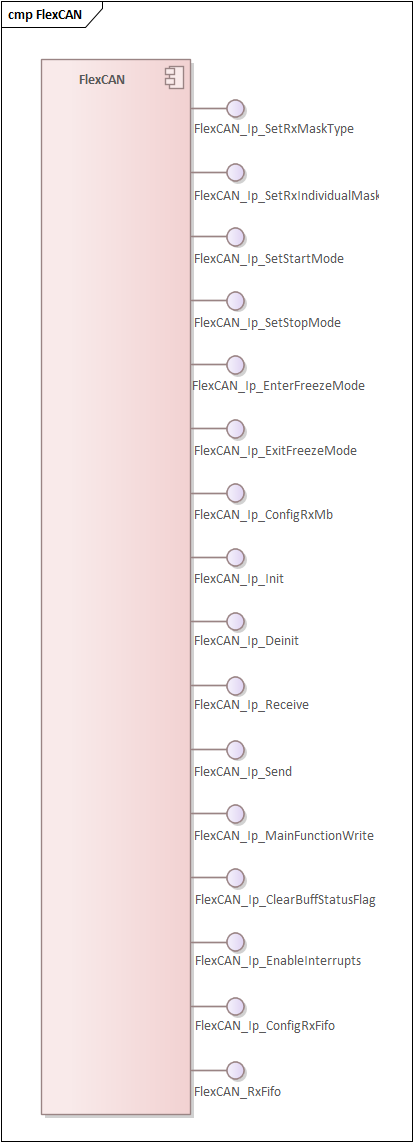 cmp FlexCAN
FlexCAN
FlexCAN_Ip_SetRxMaskType
FlexCAN_Ip_SetRxIndividualMask
FlexCAN_Ip_SetStartMode
FlexCAN_Ip_SetStopMode
FlexCAN_Ip_EnterFreezeMode
FlexCAN_Ip_ExitFreezeMode
FlexCAN_Ip_ConfigRxMb
FlexCAN_Ip_Init
FlexCAN_Ip_Deinit
FlexCAN_Ip_Receive
FlexCAN_Ip_Send
FlexCAN_Ip_MainFunctionWrite
FlexCAN_Ip_ClearBuffStatusFlag
FlexCAN_Ip_EnableInterrupts
FlexCAN_Ip_ConfigRxFifo
FlexCAN_RxFifo